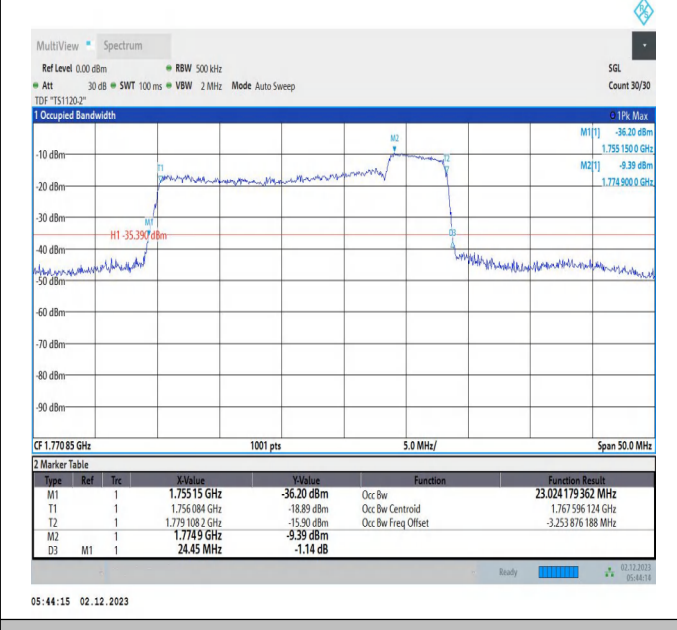 R S
MultiView Spectrum
Ref Level 0.00 dBm RBW 500 kHz SGL
Att 30 dB SWT 100 ms VBW 2 MHz Mode Auto Sweep Count 30/30
TDF "TS1120-2"
1 Occupied Bandwidth 1Pk Max
M1[1] -36.20 dBm
1.755 150 0 GHz
M2[1] -9.39 dBm
1.774 900 0 GHz
M2
-10 dBm
T1
T2
-20 dBm
-30 dBm
M1
H1 -35.390 dBm
D3
-40 dBm
-50 dBm
-60 dBm
-70 dBm
-80 dBm
-90 dBm
CF 1.77085 GHz 1001 pts 5.0 MHz/ Span 50.0 MHz
2 Marker Table
Type Ref Trc X-Value Y-Value Function Function Result
M1 1 1.75515 GHz -36.20 dBm Occ Bw 23.024 179 362 MHz
T1 1 1.756 084 GHz -18.89 dBm Occ Bw Centroid 1.767 596 124 GHz
T2 1 1.779 108 2 GHz -15.90 dBm Occ Bw Freq Offset -3.253 876 188 MHz
M2 1 1.7749 GHz -9.39 dBm
D3 M1 1 24.45 MHz -1.14 dB
Ready 02.12.2023
05:44:14
05:44:15 02.12.2023